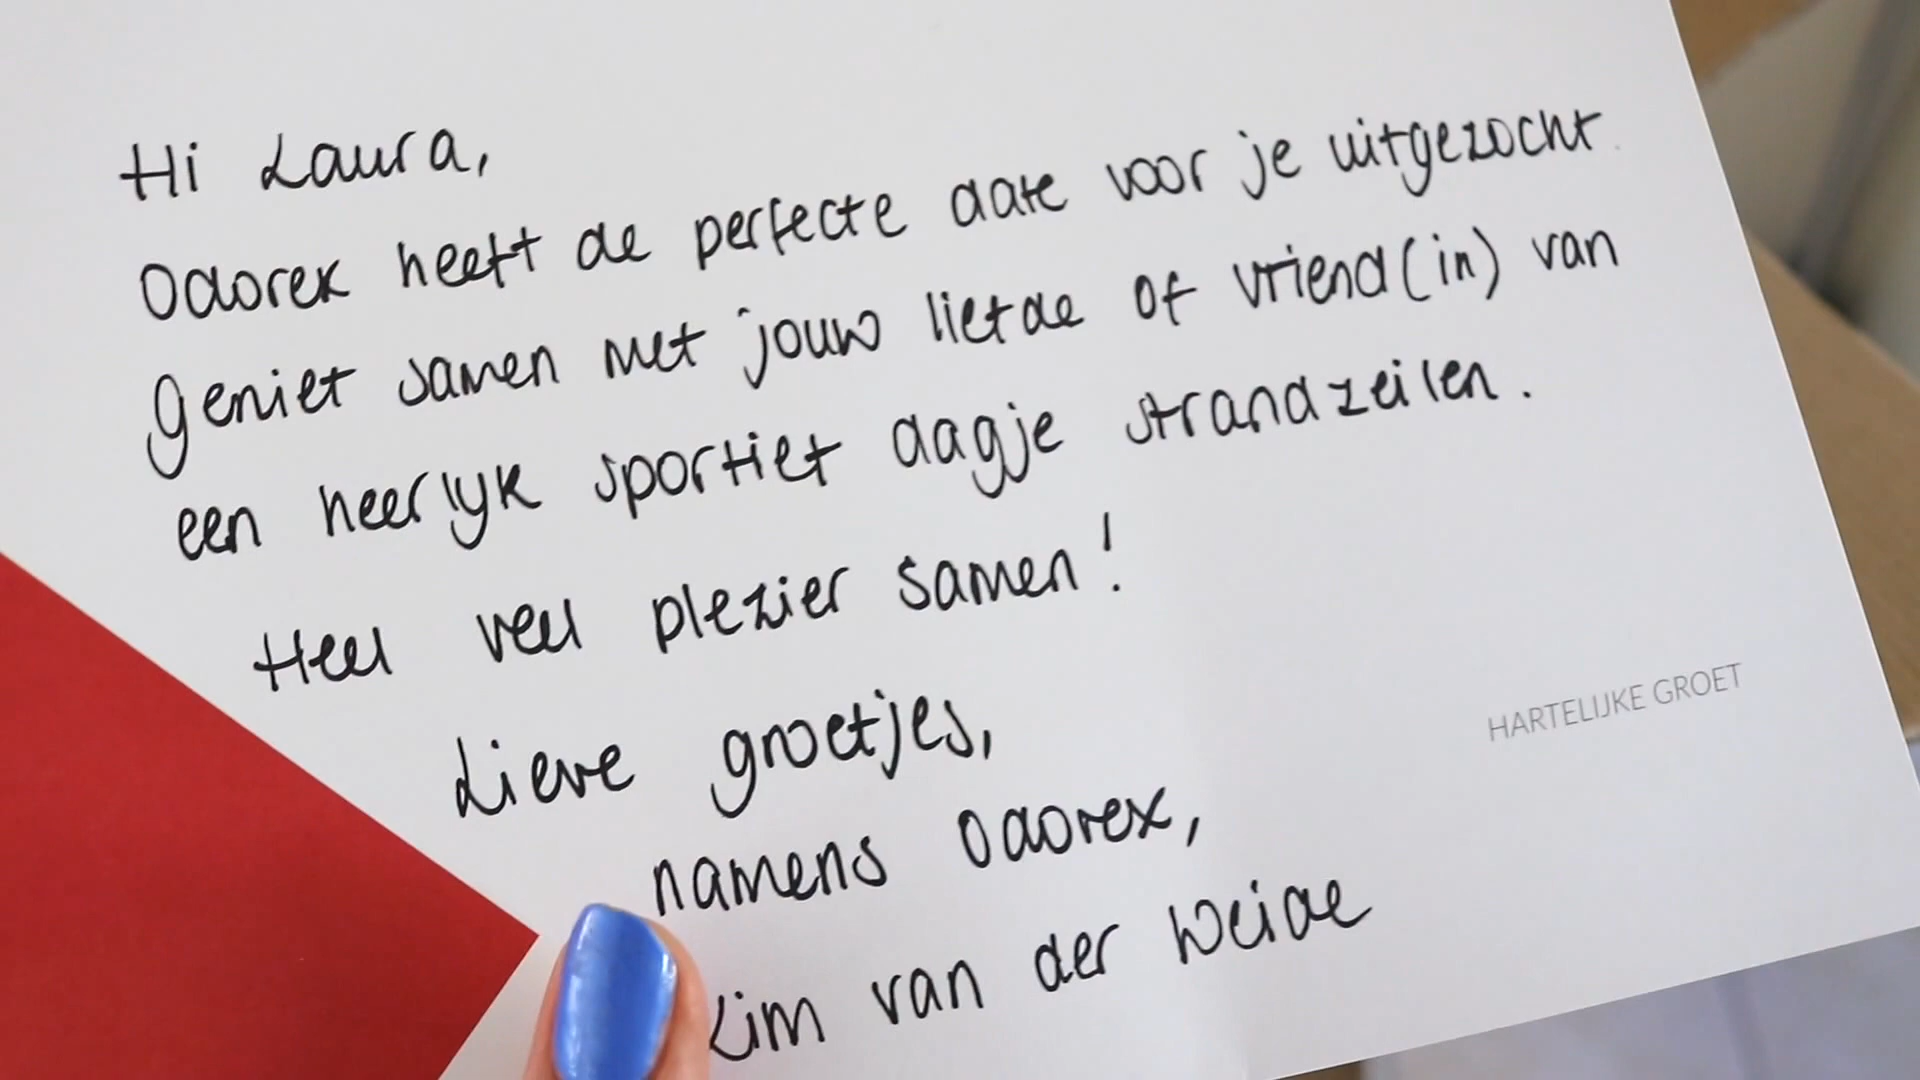 Hi Laura,
Odorex heeft de perfecte date voor je uitgezocht.
Geniet samen met jouw liefde of vriend(in) van
een heerlijk sportief dagje strandzeilen.
Heel veel plezier samen!
Lieve groetjes,
namens Odorex,
van der Weide
HARTELIJKE GROET